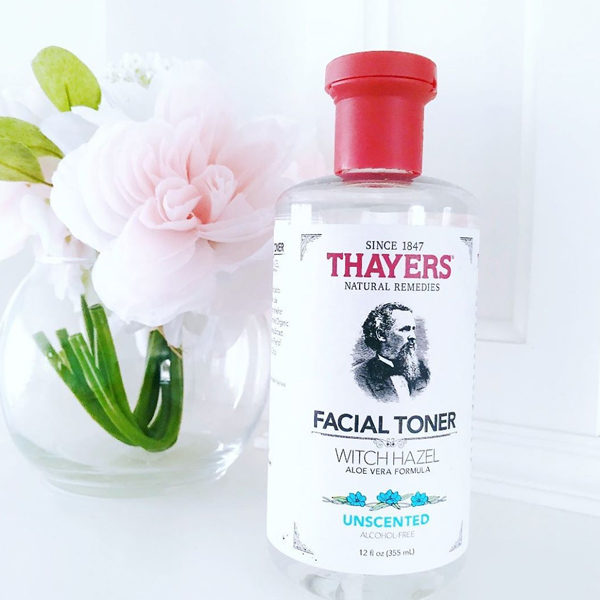 SINCE 1847
THAYERS
NATURAL REMEDIES
FACIAL TONER
WITCH HAZEL
ALOE VERA FORMULA
UNSCENTED
ALCOHOL-FREE
12 fl oz (355 mL)